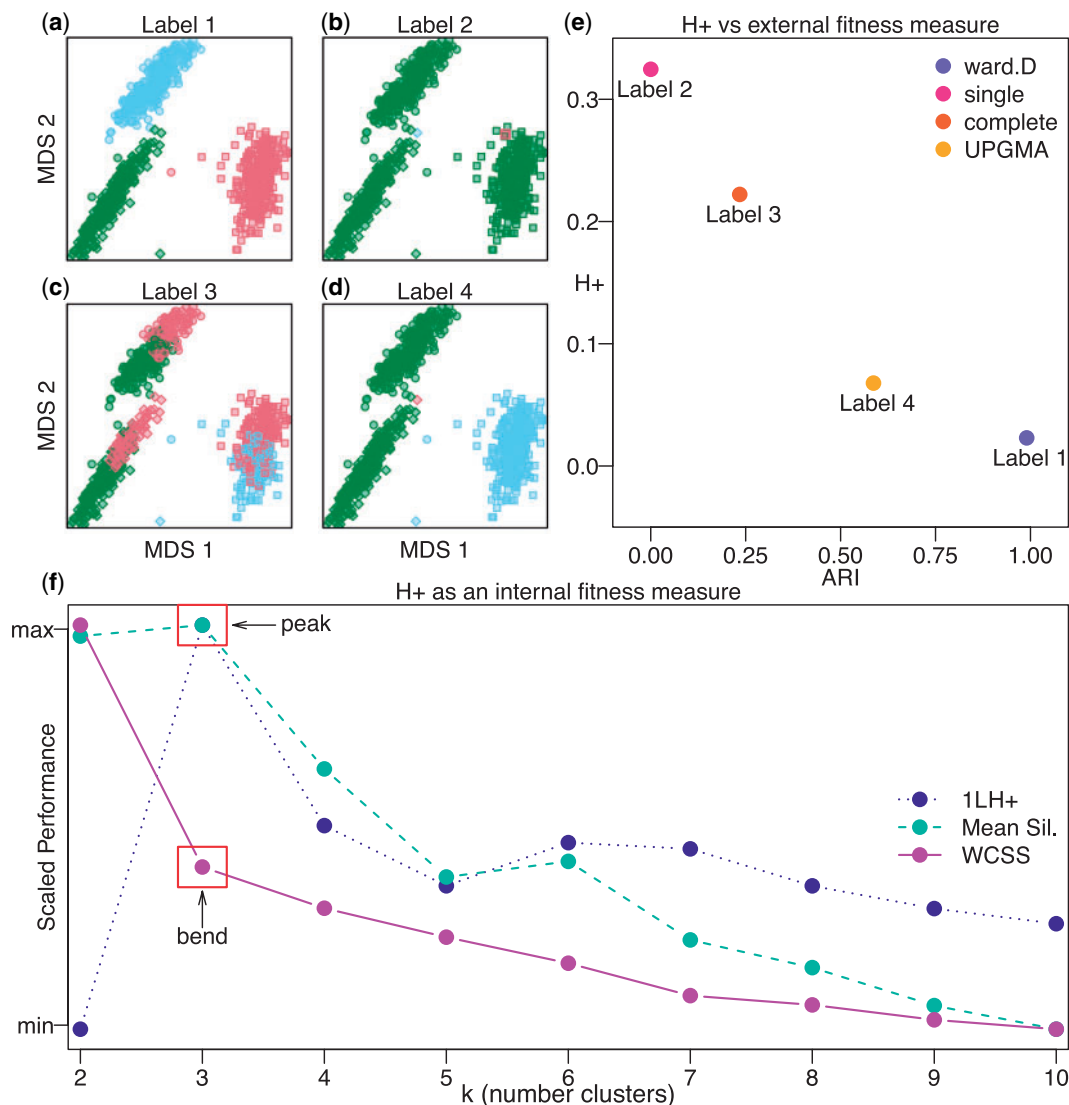 (a) Label 1
(b) Label 2
MDS 2
(c) Label 3
(d) Label 4
MDS 2
MDS 1
MDS 1
(e) H+ vs external fitness measure
ward.D
single
complete
UPGMA
Label 2
Label 3
Label 4
Label 1
H+
0.3
0.2
0.1
0.0
0.00 0.25 0.50 0.75 1.00
ARI
(f) H+ as an internal fitness measure
max
min
Scaled Performance
peak
bend
1LH+
Mean Sil.
WCSS
2 3 4 5 6 7 8 9 10
k (number clusters)